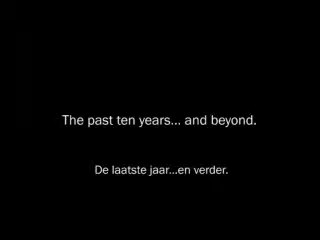 The past ten years... and beyond.
De laatste jaar...en verder.